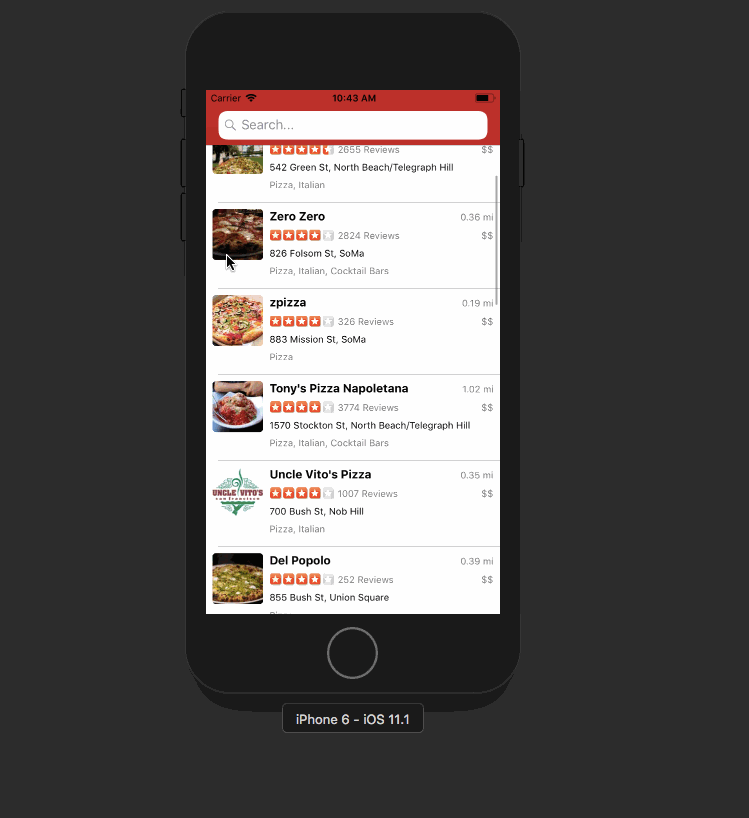 Carrier 10:43 AM
Search...
2655 Reviews $$
542 Green St, North Beach/Telegraph Hill
Pizza, Italian
Zero Zero 0.36 mi
2824 Reviews $$
826 Folsom St, SoMa
Pizza, Italian, Cocktail Bars
zpizza 0.19 mi
326 Reviews $$
883 Mission St, SoMa
Pizza
Tony's Pizza Napoletana 1.02 mi
3774 Reviews $$
1570 Stockton St, North Beach/Telegraph Hill
Pizza, Italian, Cocktail Bars
UNCLE VITO'S
san francisco
Uncle Vito's Pizza 0.35 mi
1007 Reviews $$
700 Bush St, Nob Hill
Pizza, Italian
Del Popolo 0.39 mi
252 Reviews $$
855 Bush St, Union Square
iPhone 6 - iOS 11.1